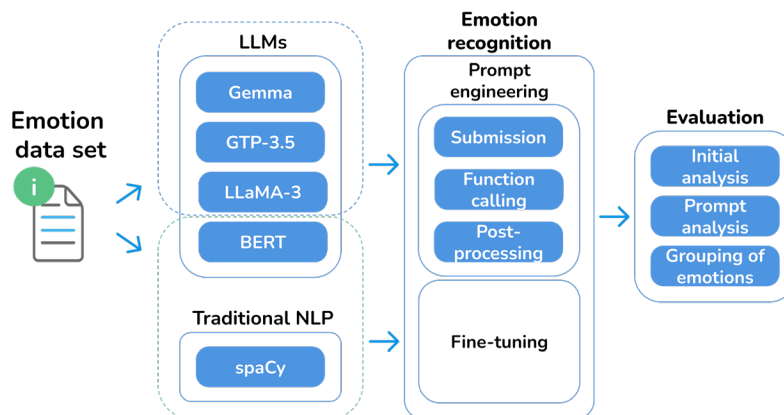 Emotion
data set
i
LLMs
Gemma
GTP-3.5
LLaMA-3
BERT
Traditional NLP
spaCy
Emotion
recognition
Prompt
engineering
Submission
Function
calling
Post-
processing
Fine-tuning
Evaluation
Initial
analysis
Prompt
analysis
Grouping of
emotions